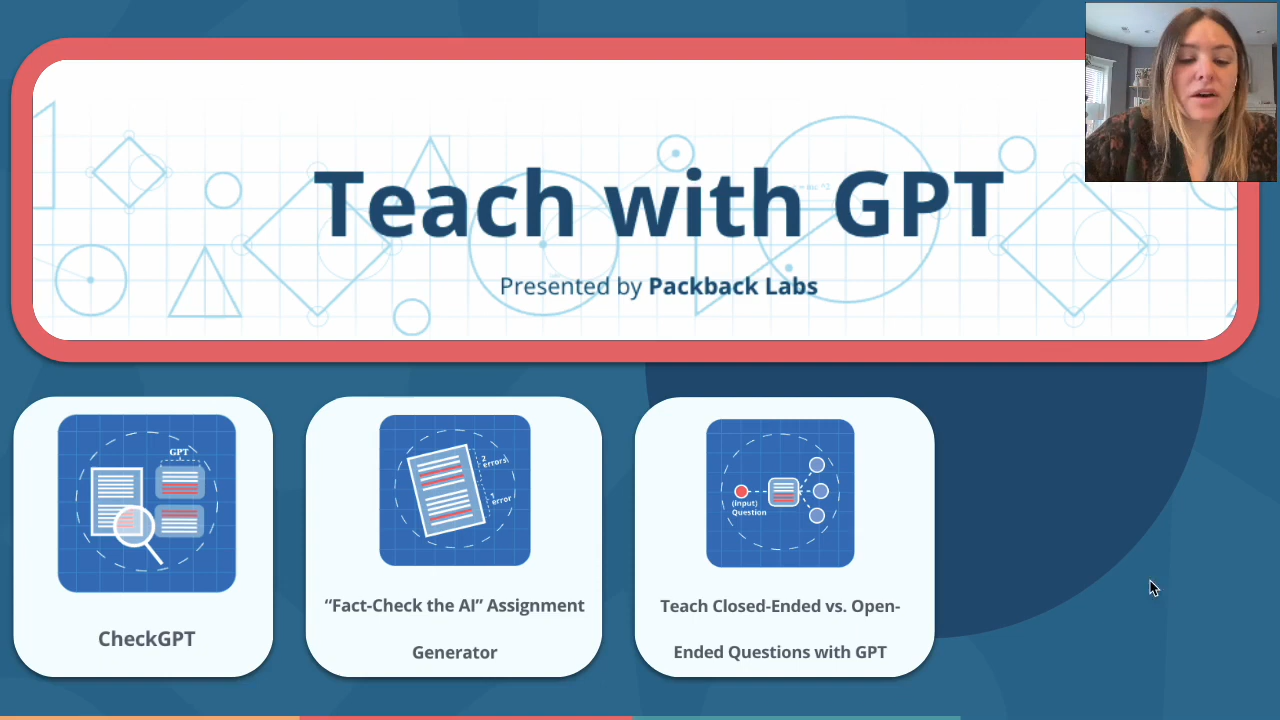 Teach with GPT
Presented by Packback Labs
GPT
CheckGPT
2
errors
1
error
“Fact-Check the AI” Assignment
Generator
(Input)
Question
Teach Closed-Ended vs. Open-
Ended Questions with GPT